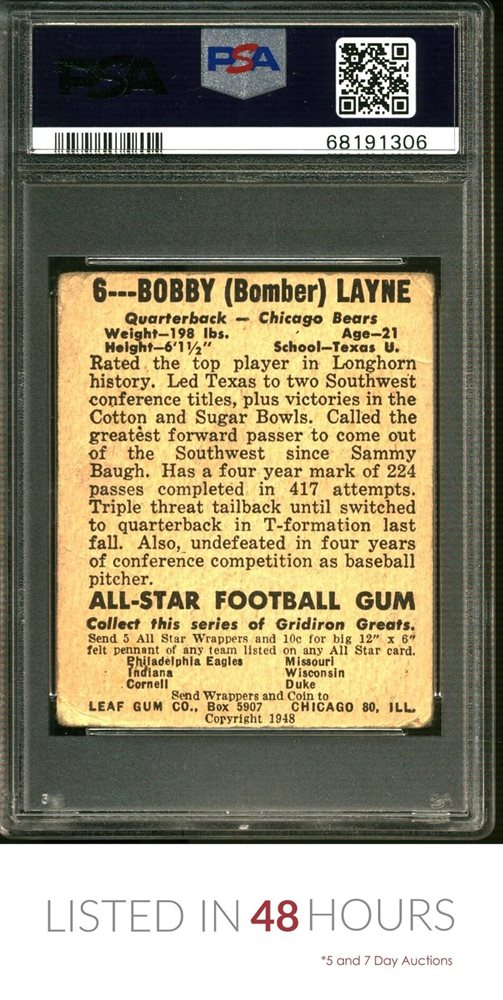 PSA
PSA
68191306
6---BOBBY (Bomber) LAYNE
Quarterback — Chicago Bears
Weight—198 lbs. Age—21
Height—6'1½" School—Texas U.
Rated the top player in Longhorn
history. Led Texas to two Southwest
conference titles, plus victories in the
Cotton and Sugar Bowls. Called the
greatest forward passer to come out
of the Southwest since Sammy
Baugh. Has a four year mark of 224
passes completed in 417 attempts.
Triple threat tailback until switched
to quarterback in T-formation last
fall. Also, undefeated in four years
of conference competition as baseball
pitcher.
ALL-STAR FOOTBALL GUM
Collect this series of Gridiron Greats.
Send 5 All Star Wrappers and 10c for big 12" x 6"
felt pennant of any team listed on any All Star card.
Philadelphia Eagles Missouri
Indiana Wisconsin
Cornell Duke
Send Wrappers and Coin to
LEAF GUM CO., Box 5907 CHICAGO 80, ILL.
Copyright 1948
LISTED IN 48 HOURS
*5 and 7 Day Auctions